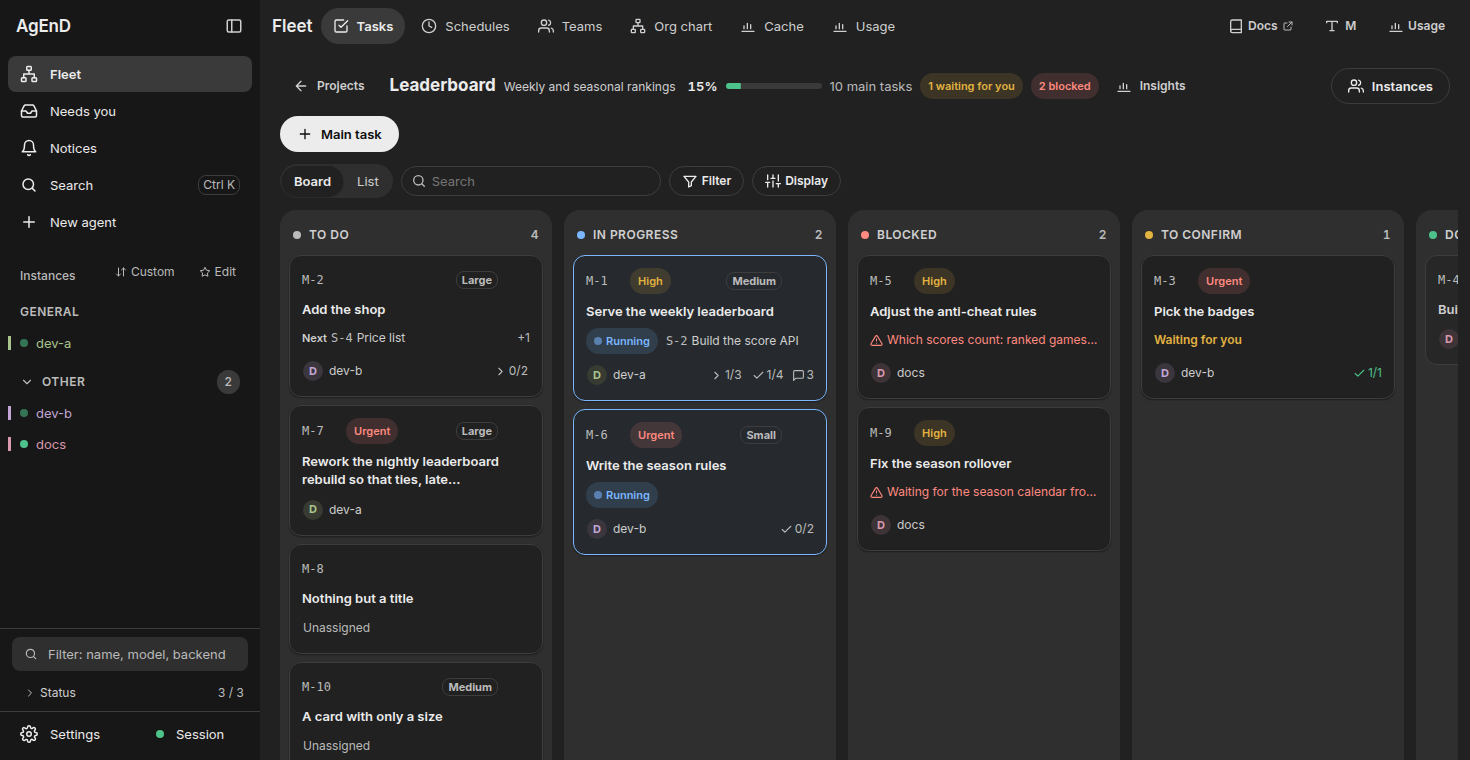 AgEnD
Fleet
Needs you
Notices
Search Ctrl K
New agent
Instances Custom Edit
GENERAL
dev-a
OTHER 2
dev-b
docs
Filter: name, model, backend
Status 3 / 3
Settings Session
Fleet Tasks Schedules Teams Org chart Cache Usage Docs M Usage
Projects Leaderboard Weekly and seasonal rankings 15% 10 main tasks 1 waiting for you 2 blocked Insights Instances
Main task
Board List Search Filter Display
TO DO 4
M-2 Large
Add the shop
Next S-4 Price list +1
D dev-b 0/2
M-7 Urgent Large
Rework the nightly leaderboard
rebuild so that ties, late…
D dev-a
M-8
Nothing but a title
Unassigned
M-10 Medium
A card with only a size
Unassigned
IN PROGRESS 2
M-1 High Medium
Serve the weekly leaderboard
Running S-2 Build the score API
D dev-a 1/3 1/4 3
M-6 Urgent Small
Write the season rules
Running
D dev-b 0/2
BLOCKED 2
M-5 High
Adjust the anti-cheat rules
Which scores count: ranked games…
D docs
M-9 High
Fix the season rollover
Waiting for the season calendar fro…
D docs
TO CONFIRM 1
M-3 Urgent
Pick the badges
Waiting for you
D dev-b 1/1
M-4
D